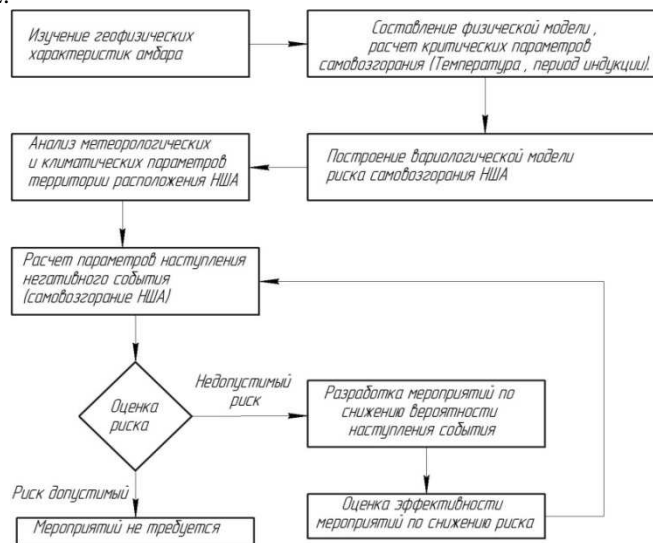 Изучение геофизических
характеристик амбара
Составление физической модели ,
расчет критических параметров
самовозгорания (Температура , период индукции).
Анализ метеорологических
и климатических параметров
территории расположения НША
Построение вариологической модели
риска самовозгорания НША
Расчет параметров наступления
негативного события
(самовозгорание НША)
Оценка
риска
Недопустимый
риск
Разработка мероприятий по
снижению вероятности
наступления события
Риск допустимый
Мероприятий не требуется
Оценка эффективности
мероприятий по снижению риска